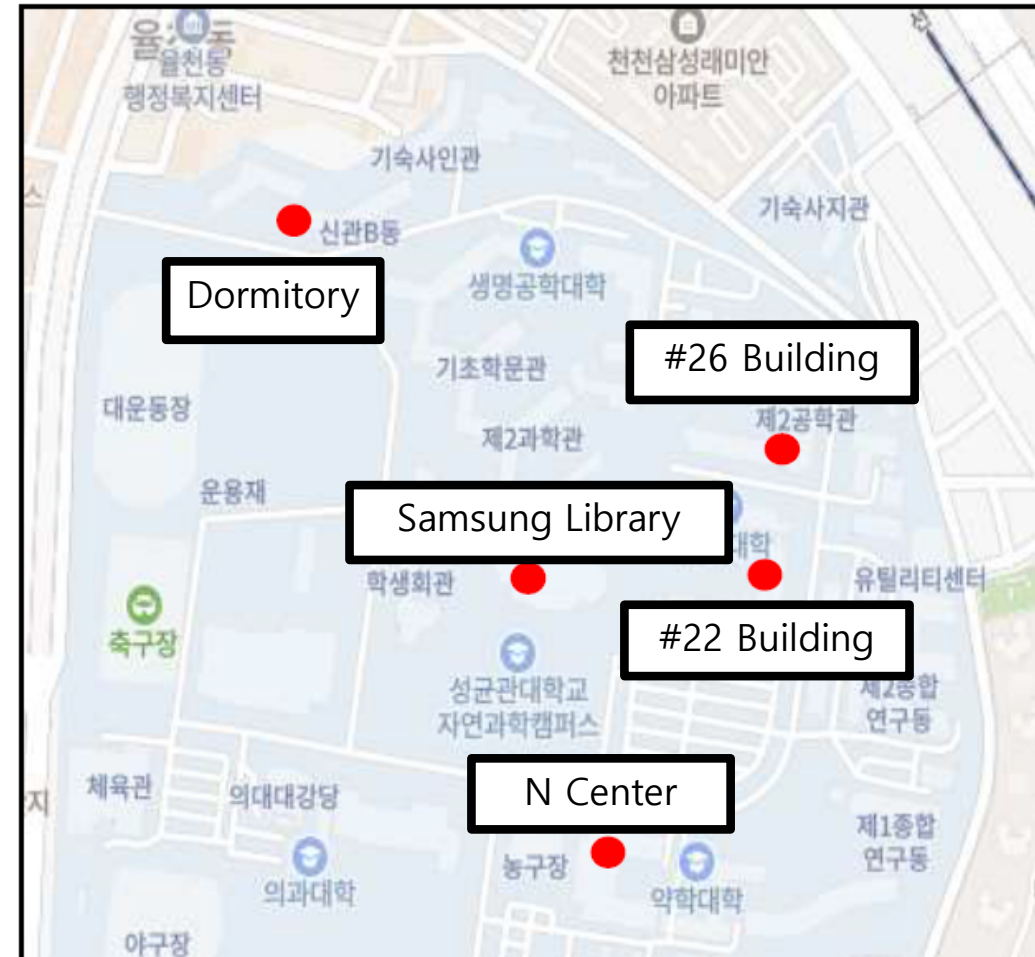 율천동
행정복지센터
천천삼성래미안
아파트
기숙사인관
기숙사지관
신관B동
Dormitory
생명공학대학
#26 Building
기초학문관
제2공학관
대운동장
제2과학관
운용재
Samsung Library
대학
학생회관
유틸리티센터
축구장
#22 Building
성균관대학교
자연과학캠퍼스
제2종합
연구동
체육관
의대대강당
N Center
지
제1종합
연구동
농구장
의과대학
약학대학
야구장